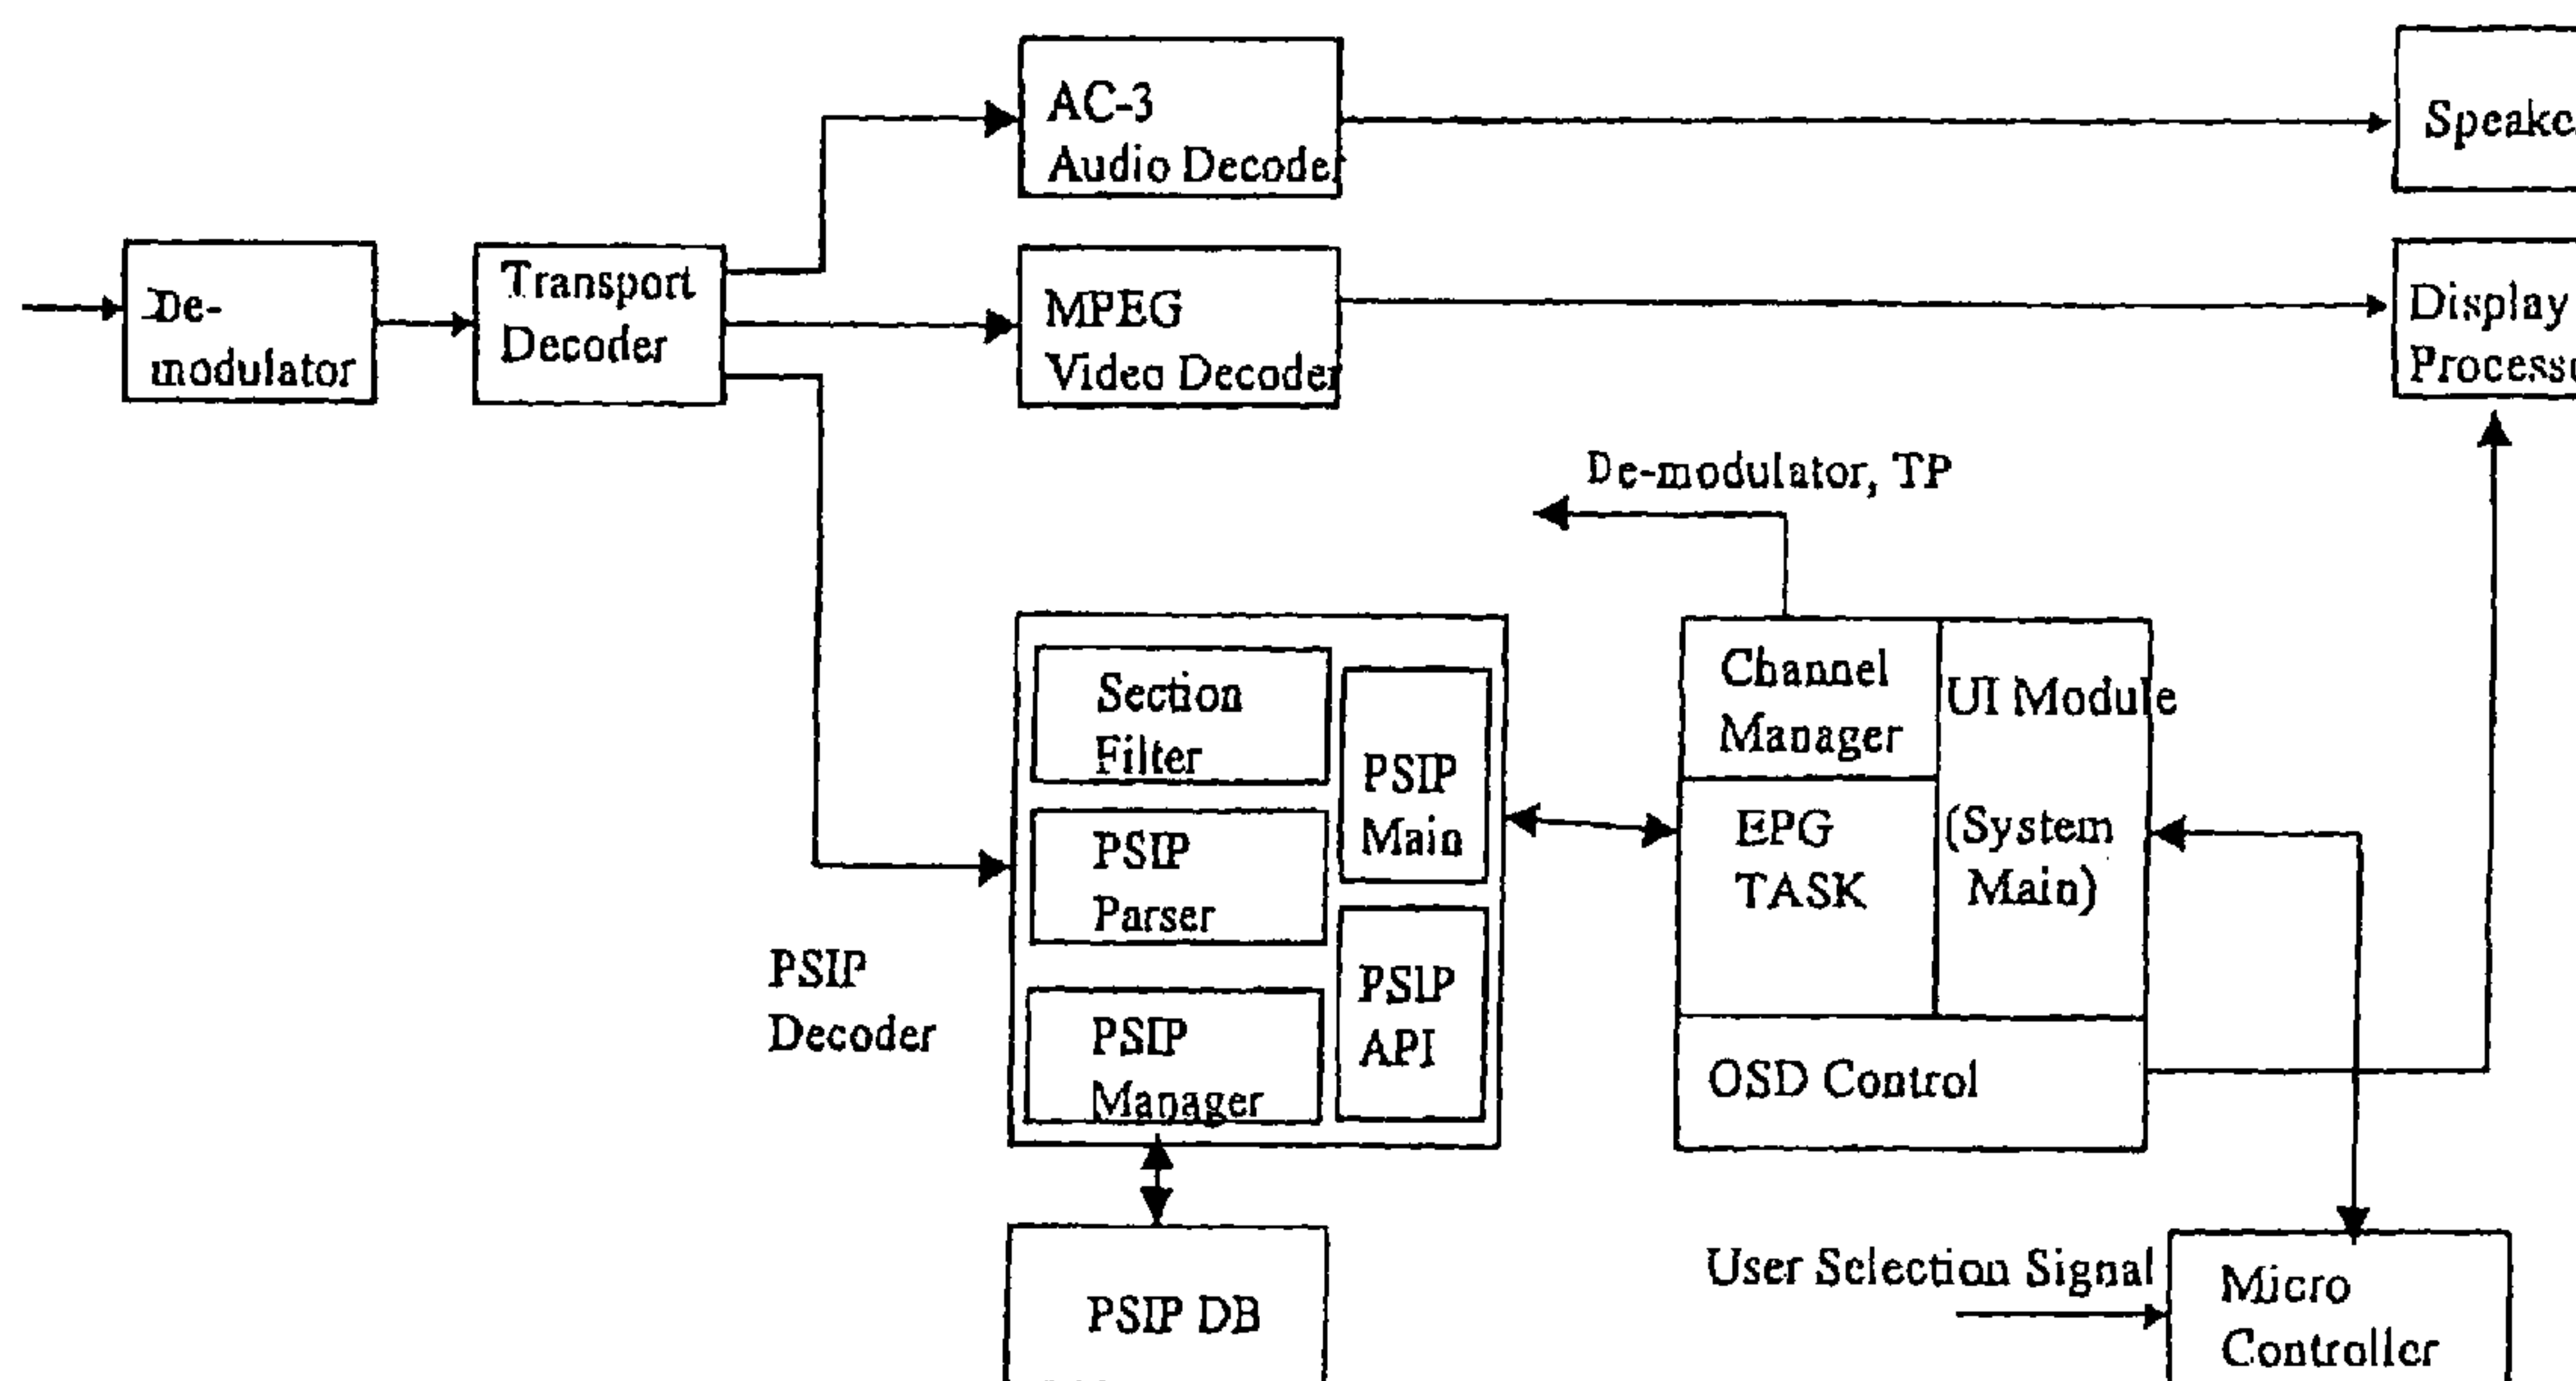 AC-3
Audio Decoder
De-
modulator
Transport
Decoder
MPEG
Video Decoder
Display
De-modulator, TP
Section
Filter
PSIP
Parser
PSIP
Manager
PSIP
Main
PSIP
API
PSIP
Decoder
Channel
Manager
UI Module
(System
Main)
EPG
TASK
OSD Control
PSIP DB
User Selection Signal
Micro
Controller